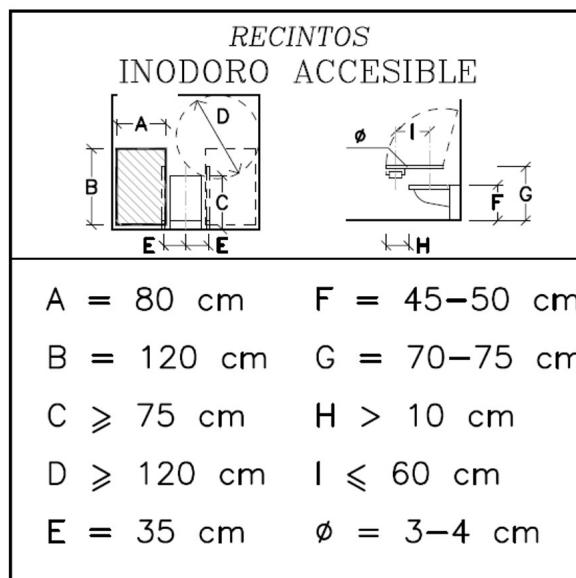 RECINTOS
INODORO ACCESIBLE
A
D
B
C
E
E
ø
I
G
F
H
A = 80 cm
F = 45-50 cm
B = 120 cm
G = 70-75 cm
C ⩾ 75 cm
H > 10 cm
D ⩾ 120 cm
I ⩽ 60 cm
E = 35 cm
ø = 3-4 cm